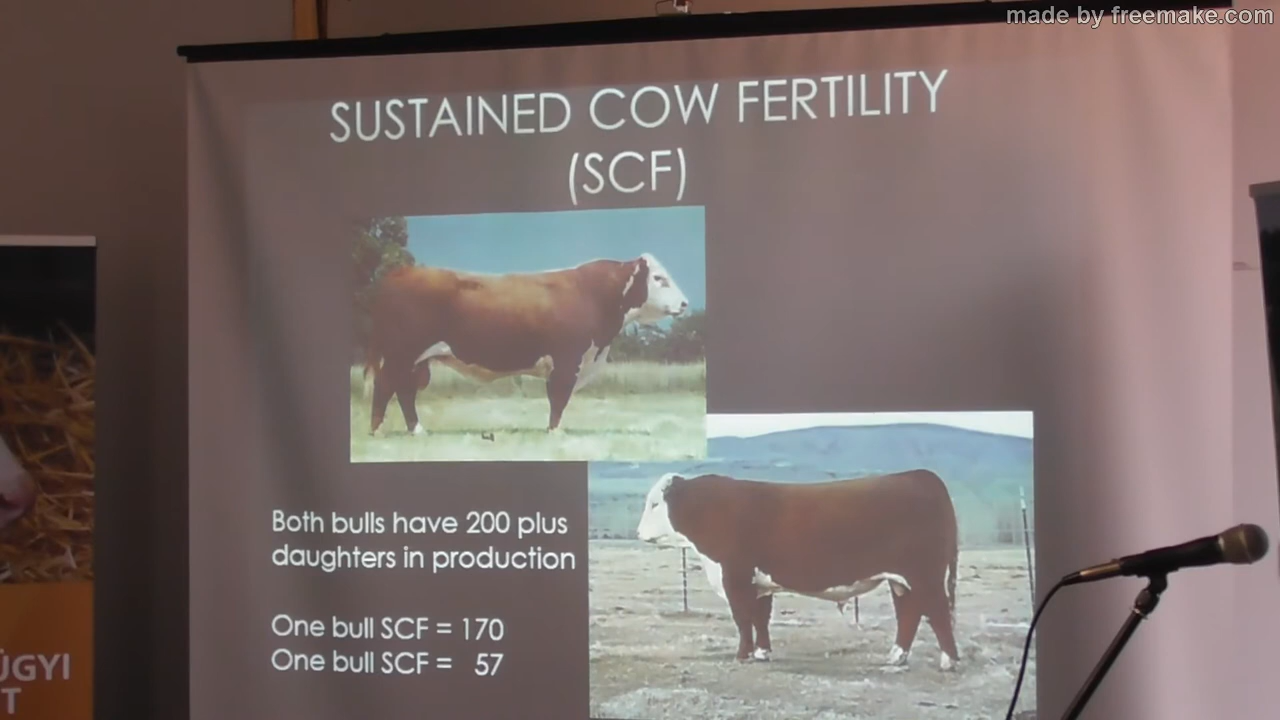 made by freemake.com
SUSTAINED COW FERTILITY
(SCF)
Both bulls have 200 plus
daughters in production
One bull SCF = 170
One bull SCF = 57
ÜGYI
T